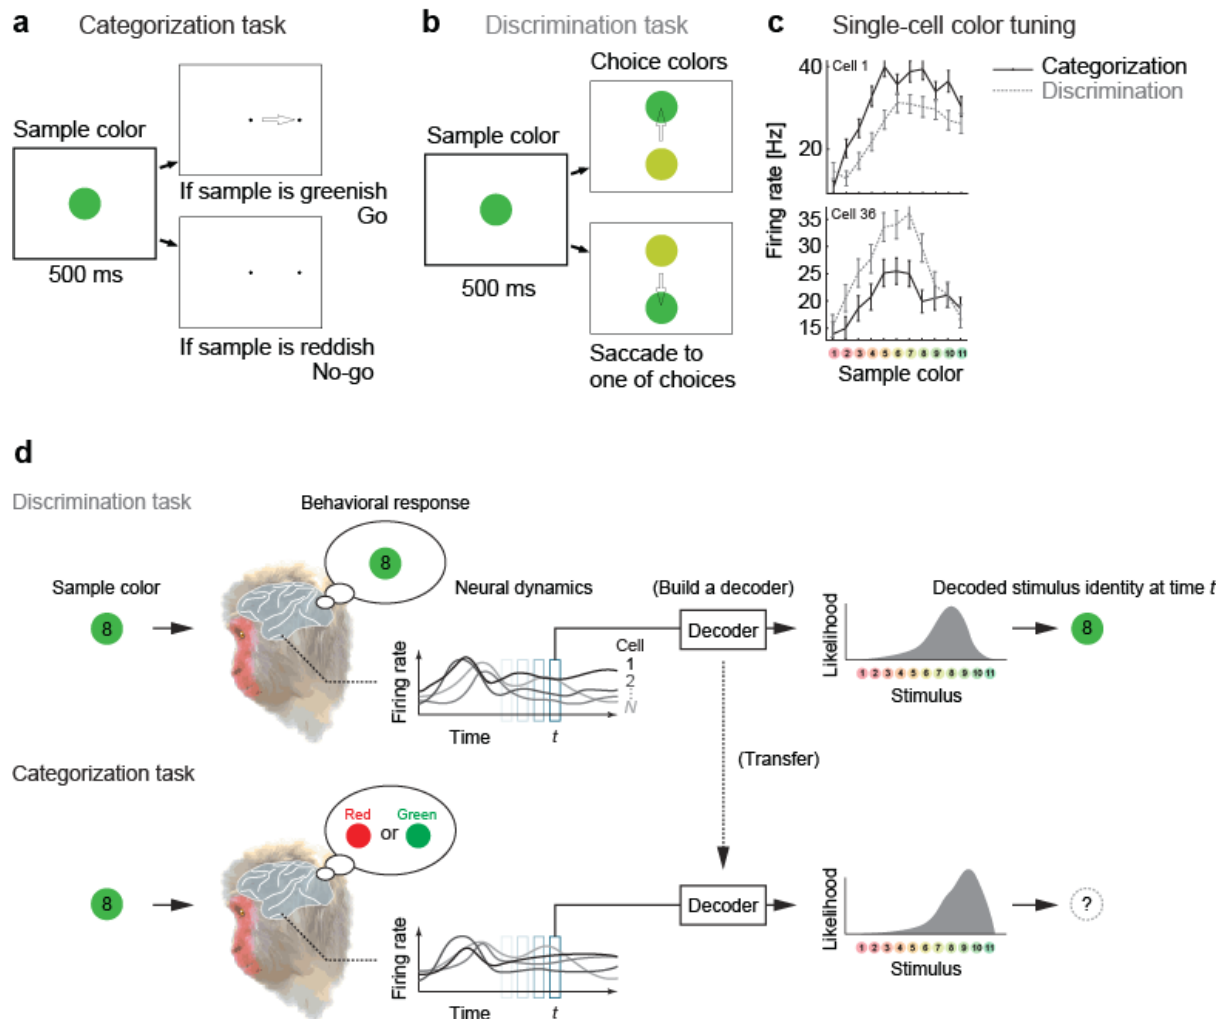 a Categorization task
Sample color
500 ms
If sample is greenish
Go
If sample is reddish
No-go
b Discrimination task
Choice colors
Sample color
500 ms
Saccade to
one of choices
c Single-cell color tuning
Categorization
Discrimination
Firing rate [Hz]
Cell 1
40
20
Cell 36
35
30
25
20
15
1 2 3 4 5 6 7 8 9 10 11
Sample color
d
Discrimination task
Behavioral response
8
Sample color
8
Neural dynamics
Firing rate
Time
t
Cell
1
2
N
(Build a decoder)
Decoder
Decoded stimulus identity at time t
Likelihood
1 2 3 4 5 6 7 8 9 10 11
Stimulus
8
(Transfer)
Categorization task
Red or Green
8
Firing rate
Time
t
Decoder
Likelihood
1 2 3 4 5 6 7 8 9 10 11
Stimulus
?